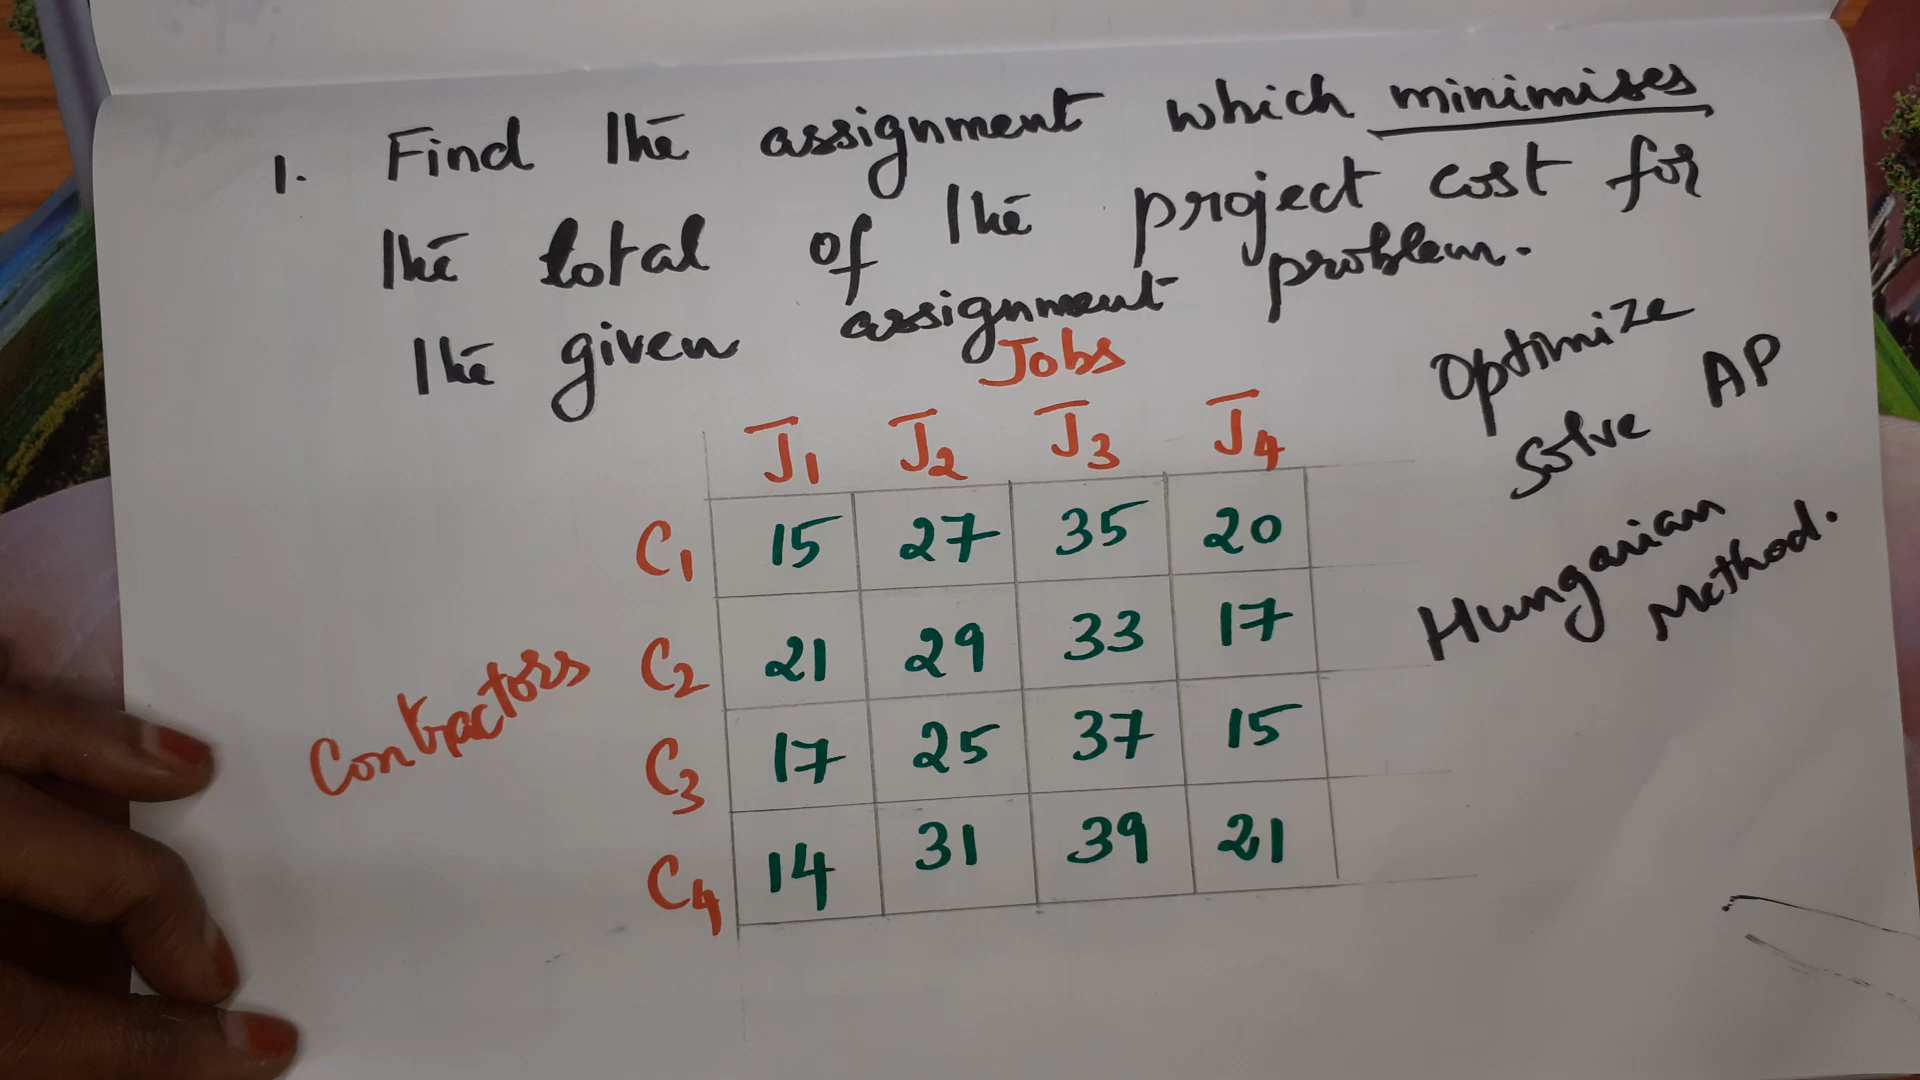 1. Find the assignment which minimises
the total of the project cost for
the given assignment problem.
Jobs
J1 J2 J3 J4
C1 15 27 35 20
C2 21 29 33 17
C3 17 25 37 15
C4 14 31 39 21
Contractors
Optimize
Solve AP
Hungarian
Method.